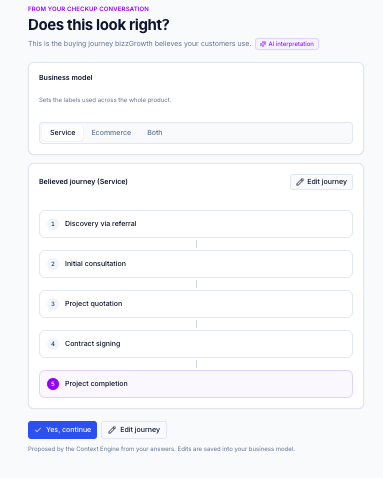 FROM YOUR CHECKUP CONVERSATION
Does this look right?
This is the buying journey bizzGrowth believes your customers use.
AI interpretation
Business model
Sets the labels used across the whole product.
Service
Ecommerce
Both
Believed journey (Service)
Edit journey
1 Discovery via referral
2 Initial consultation
3 Project quotation
4 Contract signing
5 Project completion
Yes, continue
Edit journey
Proposed by the Context Engine from your answers. Edits are saved into your business model.